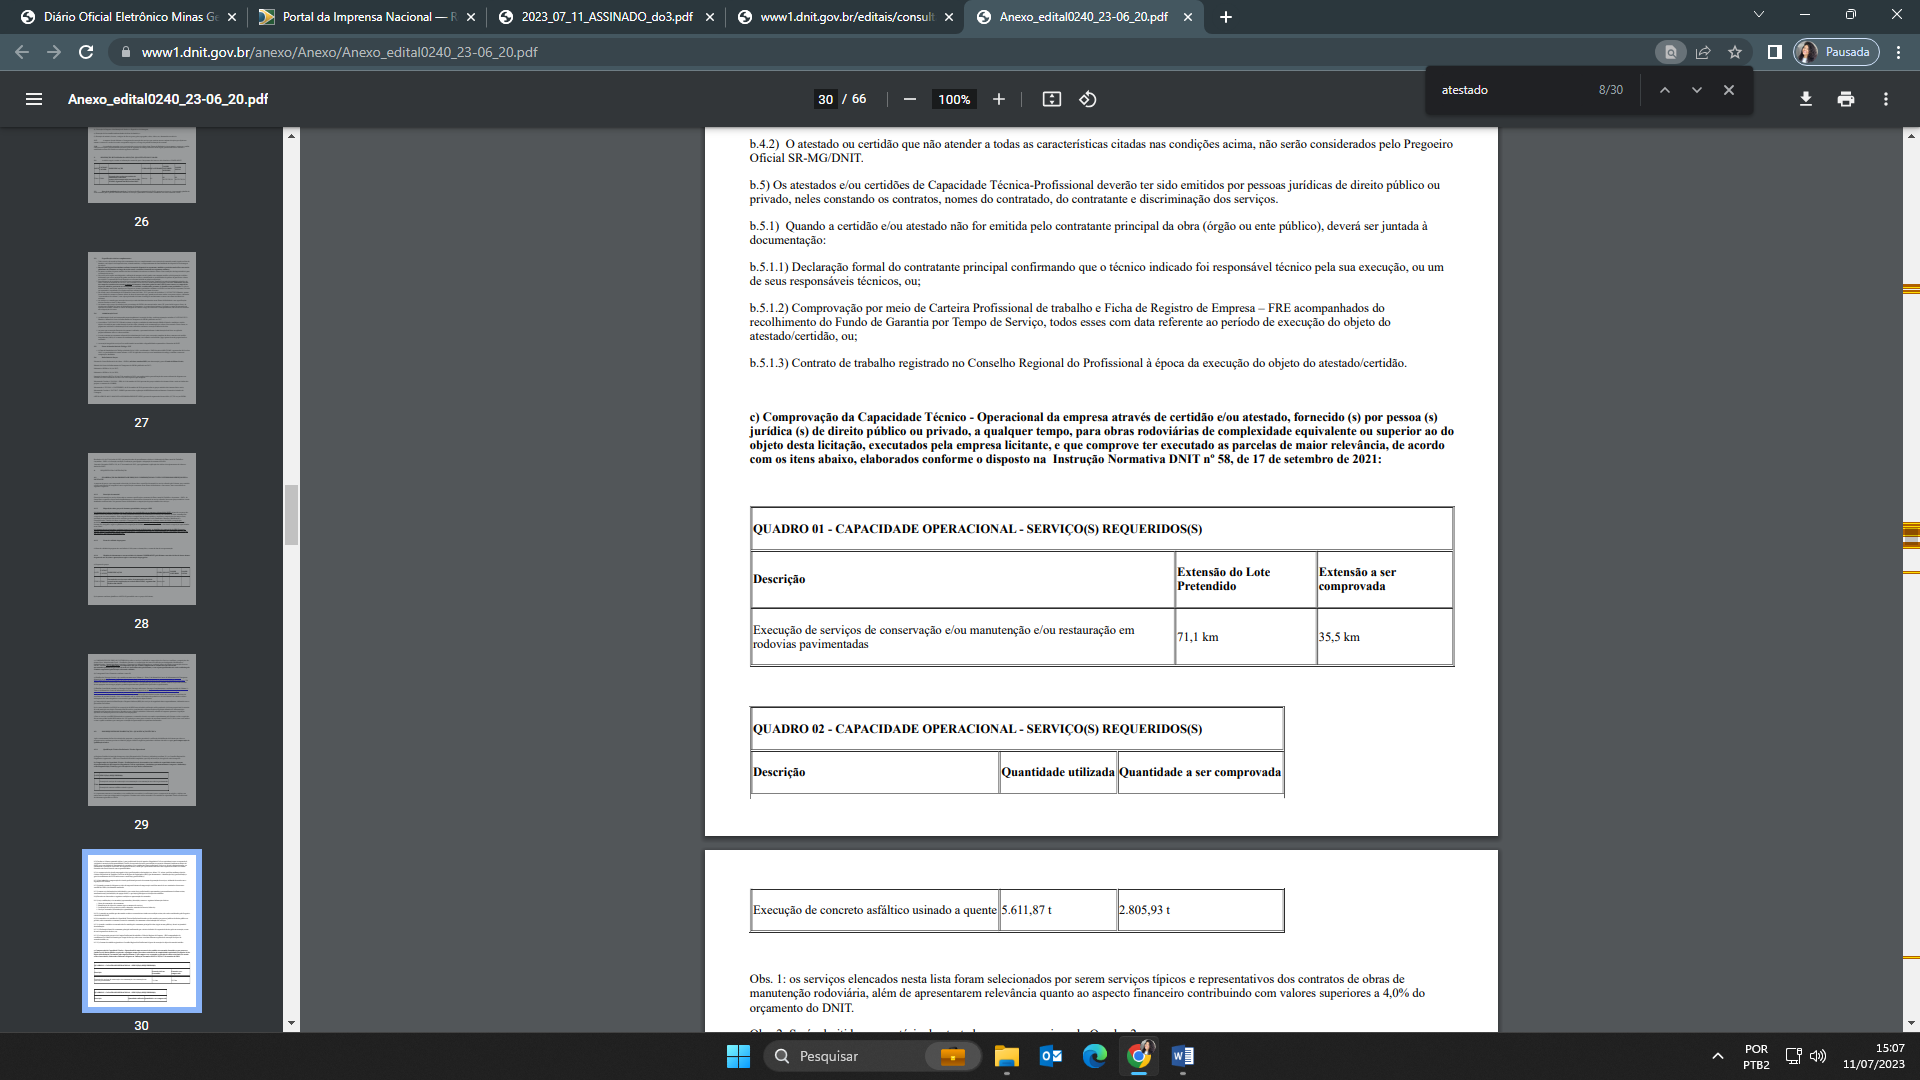 Diário Oficial Eletrônico Minas Ge
Portal da Imprensa Nacional — R
2023_07_11_ASSINADO_do3.pdf
www1.dnit.gov.br/editais/consult
Anexo_edital0240_23-06_20.pdf
www1.dnit.gov.br/anexo/Anexo/Anexo_edital0240_23-06_20.pdf
Pausada
Anexo_edital0240_23-06_20.pdf
30 / 66
100%
atestado
8/30
26
27
28
29
30
b.4.2) O atestado ou certidão que não atender a todas as características citadas nas condições acima, não serão considerados pelo Pregoeiro
Oficial SR-MG/DNIT.
b.5) Os atestados e/ou certidões de Capacidade Técnica-Profissional deverão ter sido emitidos por pessoas jurídicas de direito público ou
privado, neles constando os contratos, nomes do contratado, do contratante e discriminação dos serviços.
b.5.1) Quando a certidão e/ou atestado não for emitida pelo contratante principal da obra (órgão ou ente público), deverá ser juntada à
documentação:
b.5.1.1) Declaração formal do contratante principal confirmando que o técnico indicado foi responsável técnico pela sua execução, ou um
de seus responsáveis técnicos, ou;
b.5.1.2) Comprovação por meio de Carteira Profissional de trabalho e Ficha de Registro de Empresa – FRE acompanhados do
recolhimento do Fundo de Garantia por Tempo de Serviço, todos esses com data referente ao período de execução do objeto do
atestado/certidão, ou;
b.5.1.3) Contrato de trabalho registrado no Conselho Regional do Profissional à época da execução do objeto do atestado/certidão.
c) Comprovação da Capacidade Técnico - Operacional da empresa através de certidão e/ou atestado, fornecido (s) por pessoa (s)
jurídica (s) de direito público ou privado, a qualquer tempo, para obras rodoviárias de complexidade equivalente ou superior ao do
objeto desta licitação, executados pela empresa licitante, e que comprove ter executado as parcelas de maior relevância, de acordo
com os itens abaixo, elaborados conforme o disposto na Instrução Normativa DNIT nº 58, de 17 de setembro de 2021:
QUADRO 01 - CAPACIDADE OPERACIONAL - SERVIÇO(S) REQUERIDOS(S)
Descrição
Extensão do Lote
Pretendido
Extensão a ser
comprovada
Execução de serviços de conservação e/ou manutenção e/ou restauração em
rodovias pavimentadas
71,1 km
35,5 km
QUADRO 02 - CAPACIDADE OPERACIONAL - SERVIÇO(S) REQUERIDOS(S)
Descrição
Quantidade utilizada
Quantidade a ser comprovada
Execução de concreto asfáltico usinado a quente
5.611,87 t
2.805,93 t
Obs. 1: os serviços elencados nesta lista foram selecionados por serem serviços típicos e representativos dos contratos de obras de
manutenção rodoviária, além de apresentarem relevância quanto ao aspecto financeiro contribuindo com valores superiores a 4,0% do
orçamento do DNIT.
Pesquisar
POR
PTB2
15:07
11/07/2023